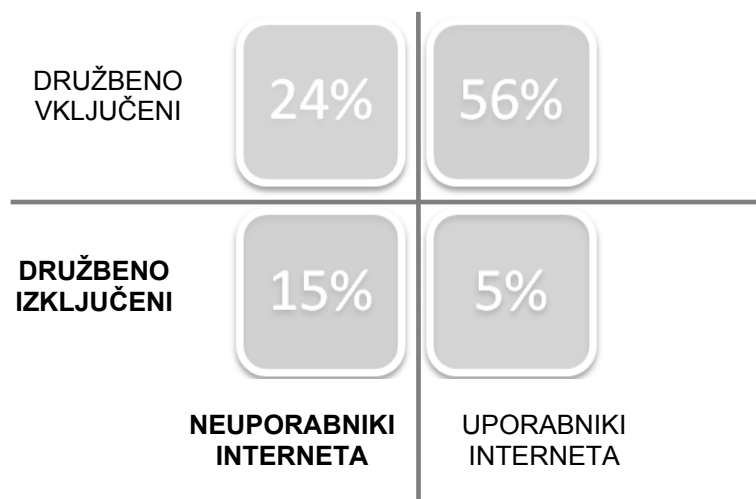 DRUŽBENO
VKLJUČENI
24%
56%
DRUŽBENO
IZKLJUČENI
15%
5%
NEUPORABNIKI
INTERNETA
UPORABNIKI
INTERNETA